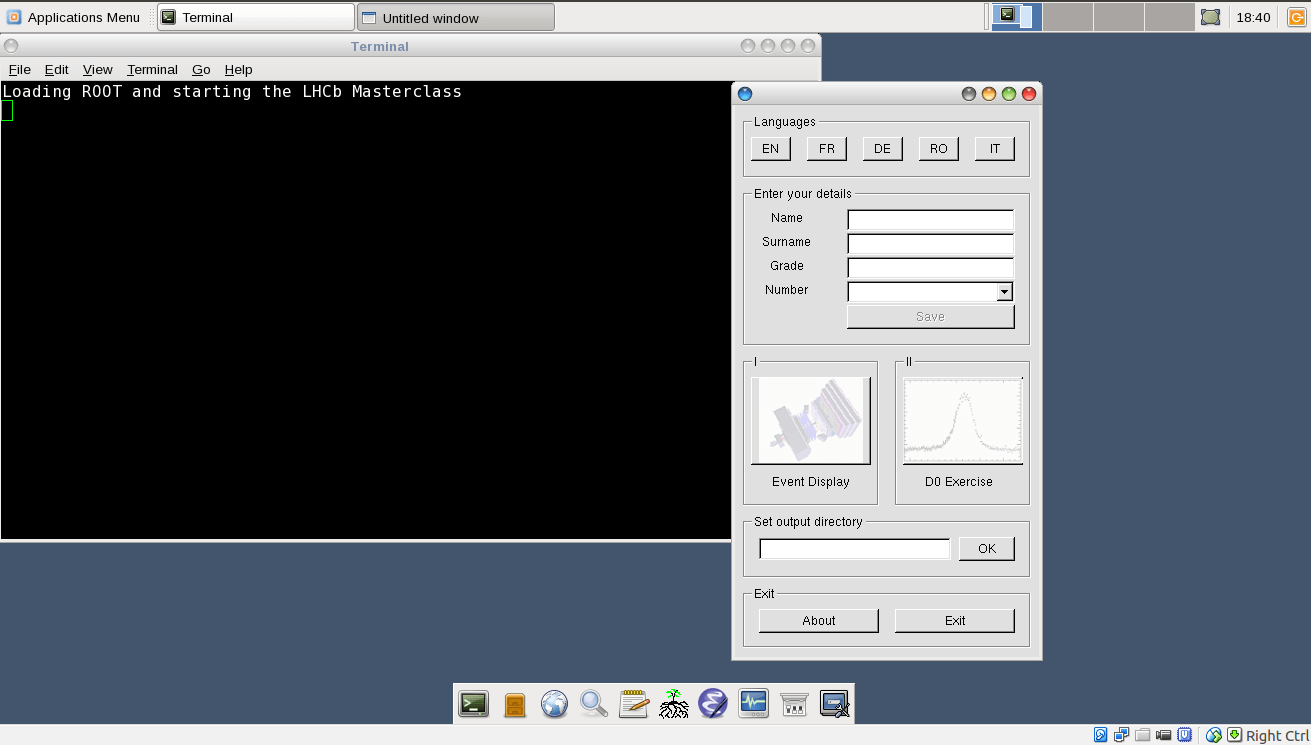 Applications Menu Terminal Untitled window 18:40
Terminal
File Edit View Terminal Go Help
Loading ROOT and starting the LHCb Masterclass
Languages
EN FR DE RO IT
Enter your details
Name
Surname
Grade
Number
Save
I II
Event Display D0 Exercise
Set output directory
OK
Exit
About Exit
Right Ctrl